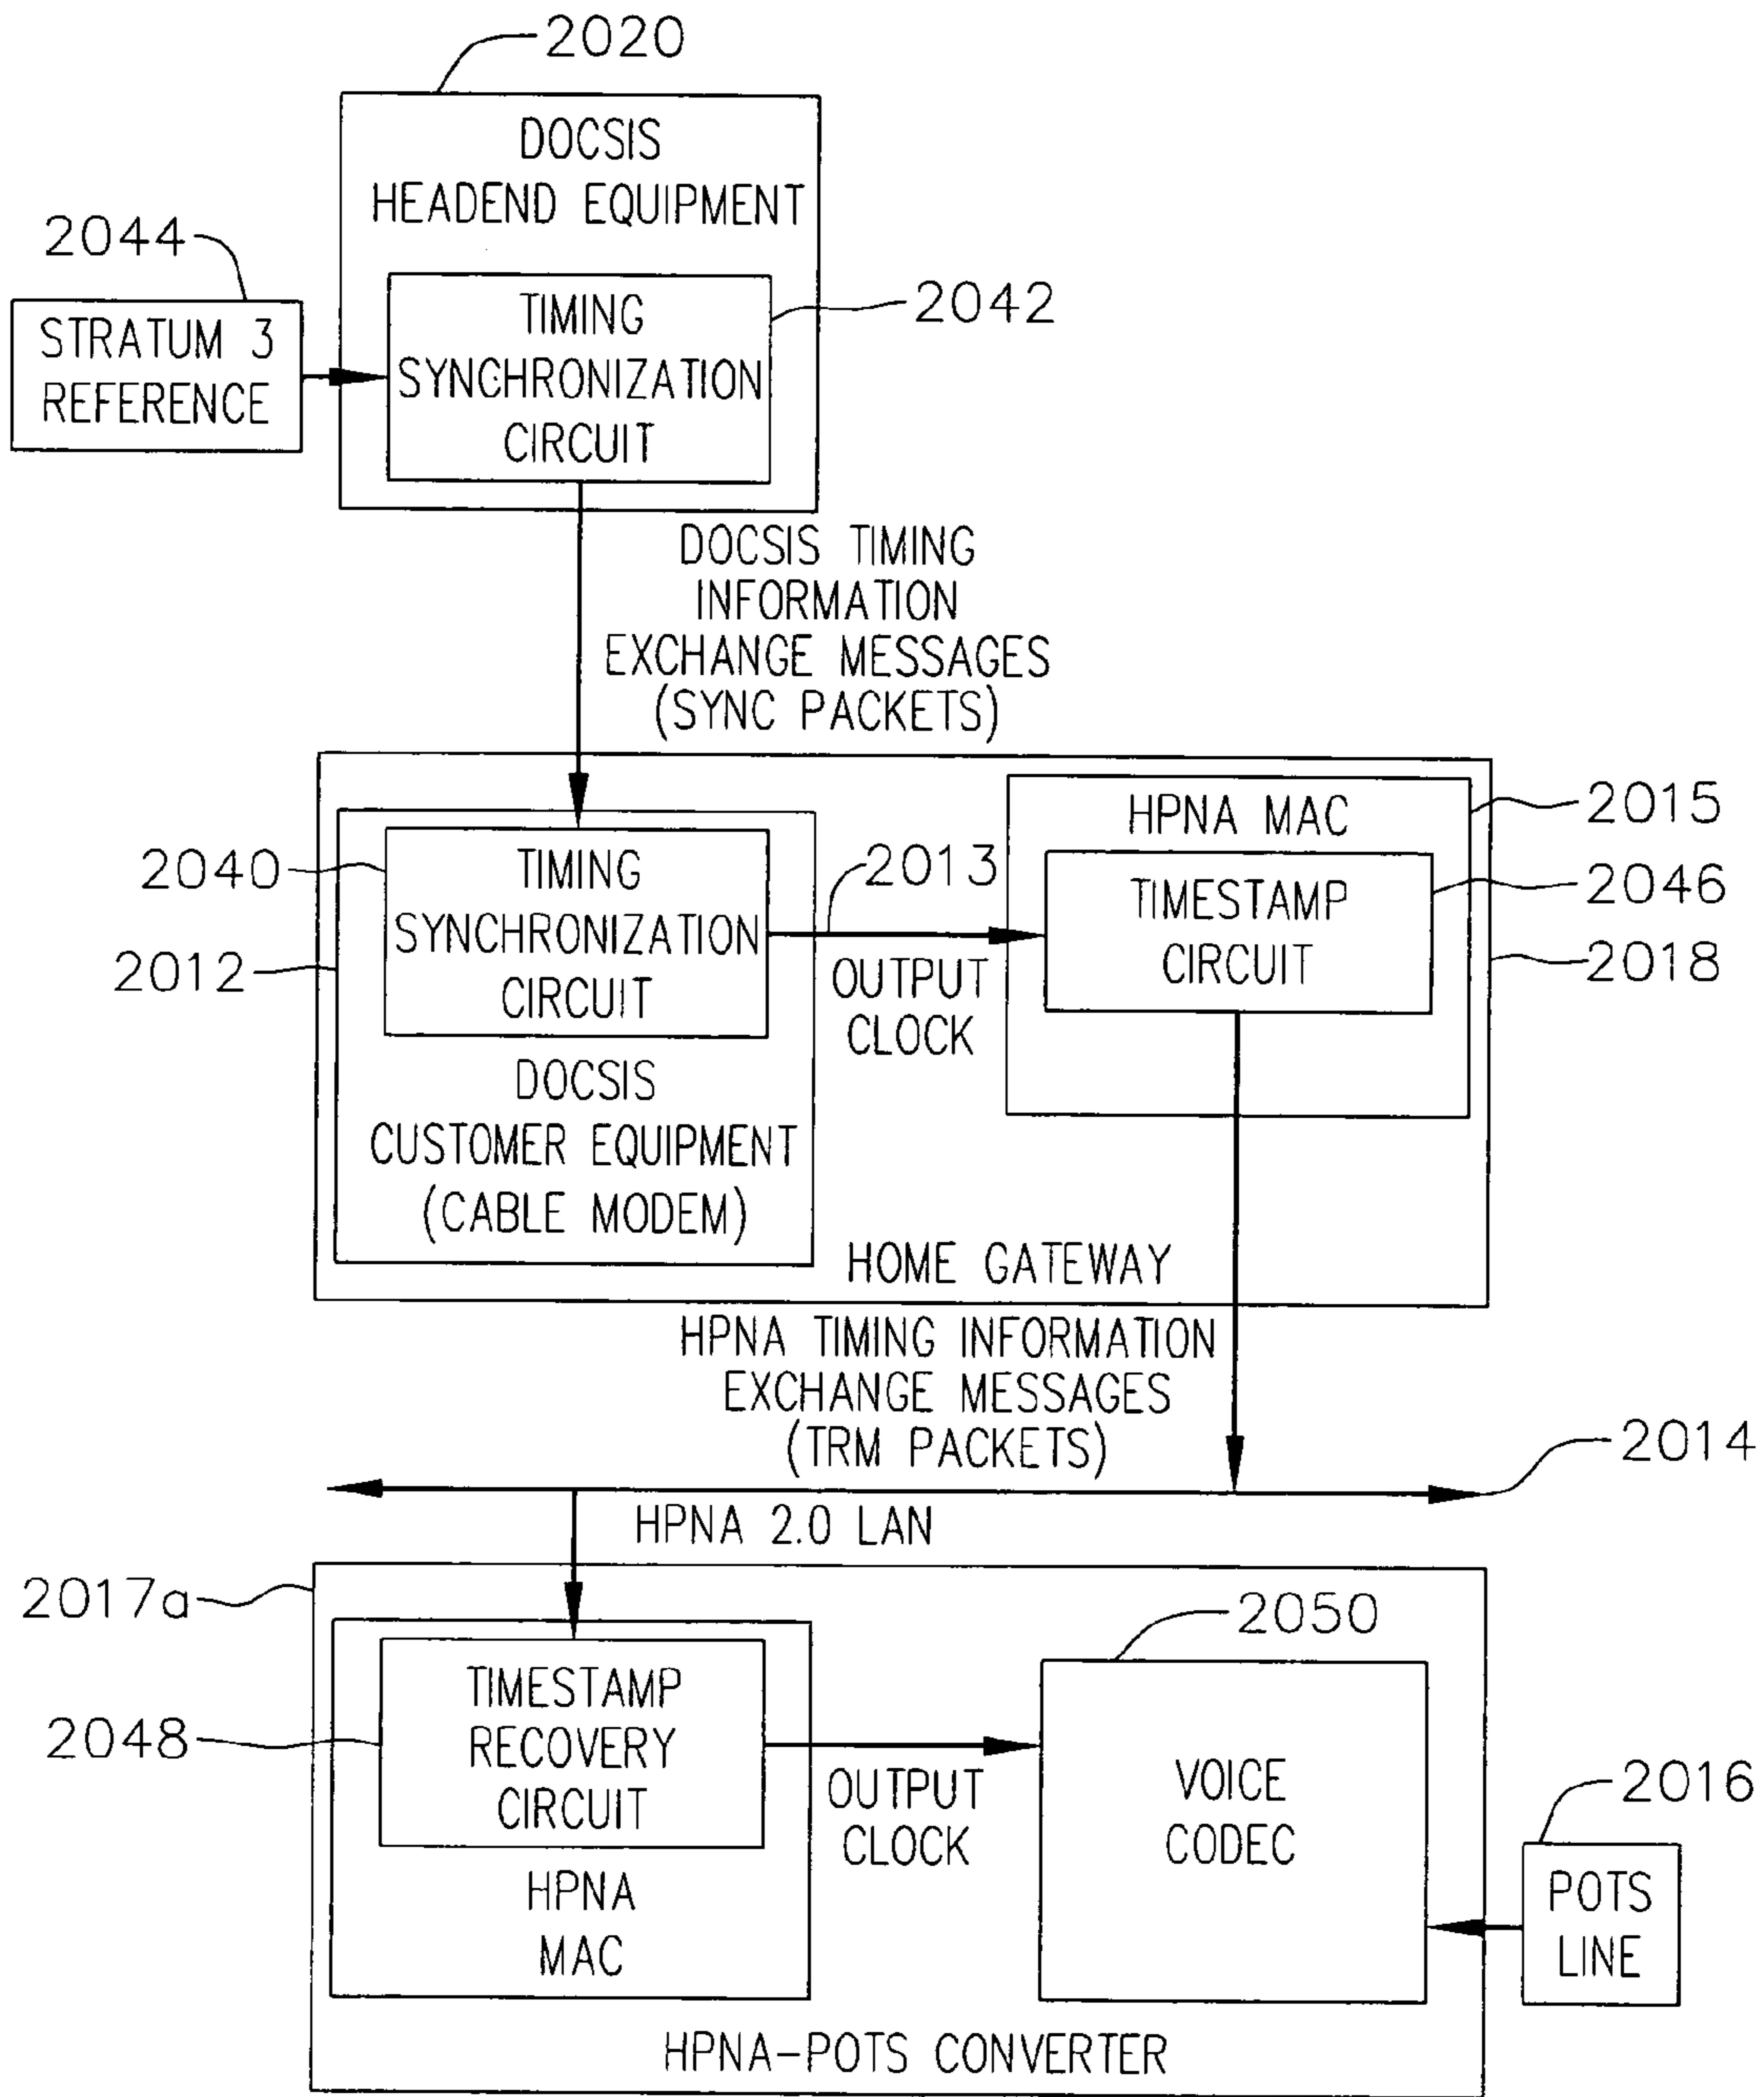 2020
DOCSIS
HEADEND EQUIPMENT
2044
STRATUM 3
REFERENCE
TIMING
SYNCHRONIZATION
CIRCUIT
2042
DOCSIS TIMING
INFORMATION
EXCHANGE MESSAGES
(SYNC PACKETS)
HPNA MAC
2015
2040
TIMING
SYNCHRONIZATION
CIRCUIT
2013
OUTPUT
CLOCK
TIMESTAMP
CIRCUIT
2046
2012
2018
DOCSIS
CUSTOMER EQUIPMENT
(CABLE MODEM)
HOME GATEWAY
HPNA TIMING INFORMATION
EXCHANGE MESSAGES
(TRM PACKETS)
2014
HPNA 2.0 LAN
2017a
2050
TIMESTAMP
RECOVERY
CIRCUIT
2048
OUTPUT
CLOCK
VOICE
CODEC
2016
POTS
LINE
HPNA
MAC
HPNA-POTS CONVERTER